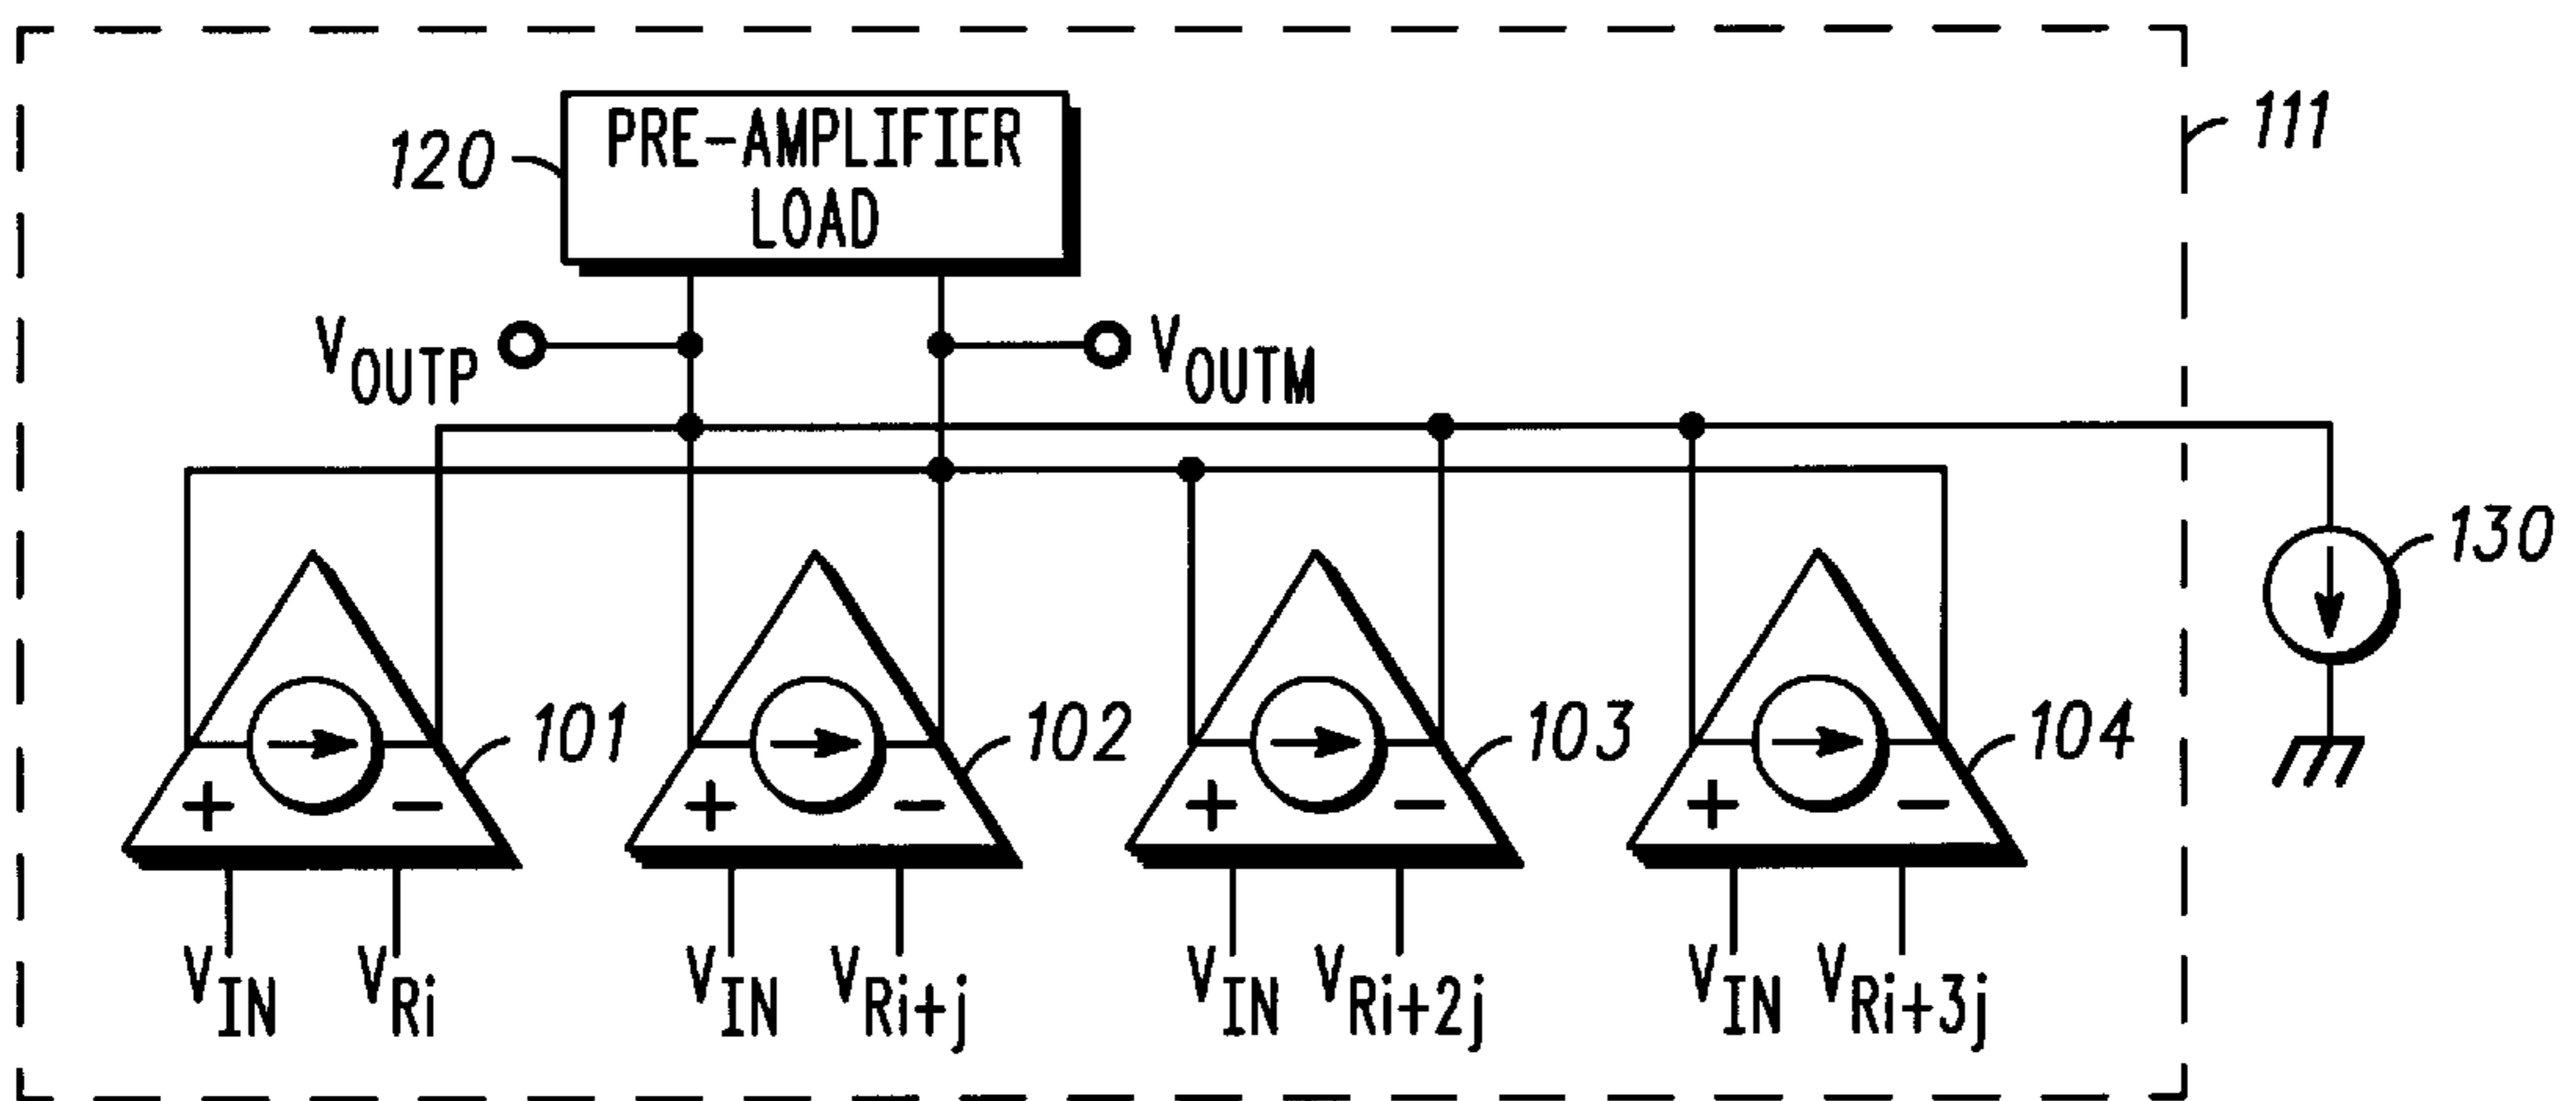 111
120
PRE-AMPLIFIER
LOAD
VOUTP
VOUTM
130
101
102
103
104
+ −
+ −
+ −
+ −
VIN VRi VIN VRi+j VIN VRi+2j VIN VRi+3j